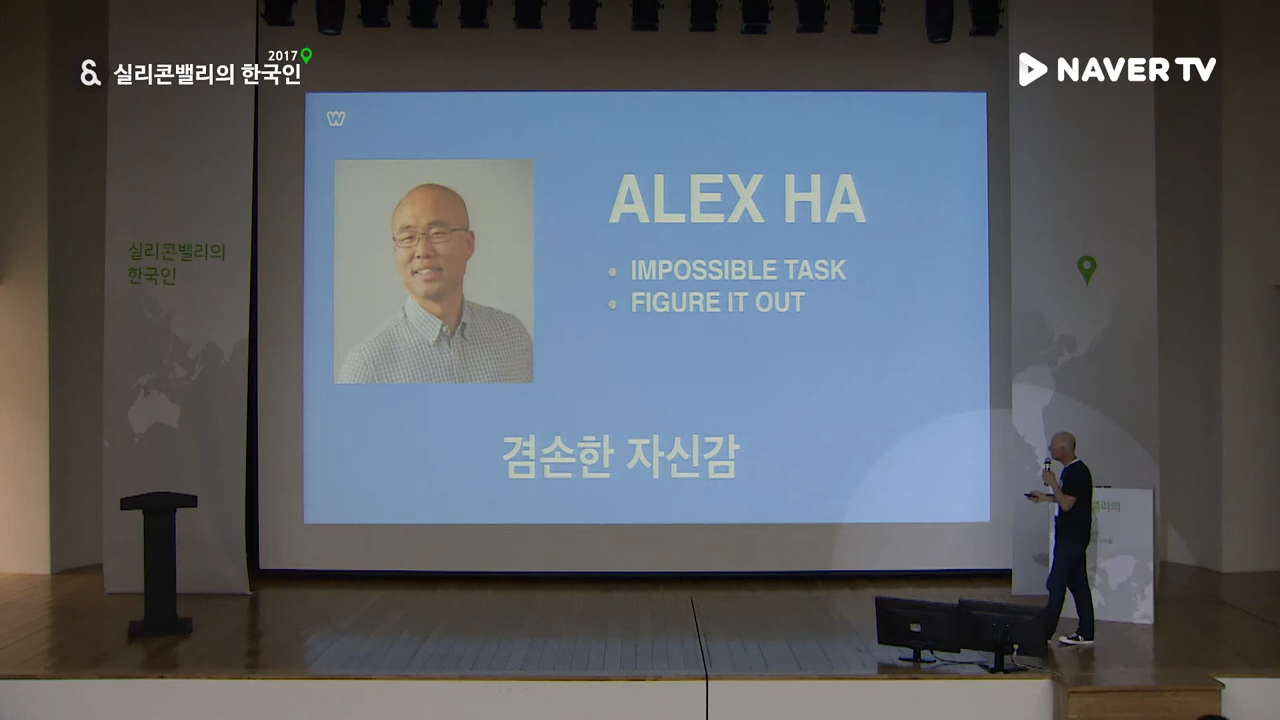 2017
& 실리콘밸리의 한국인
NAVER TV
W
ALEX HA
• IMPOSSIBLE TASK
• FIGURE IT OUT
겸손한 자신감
실리콘밸리의
한국인